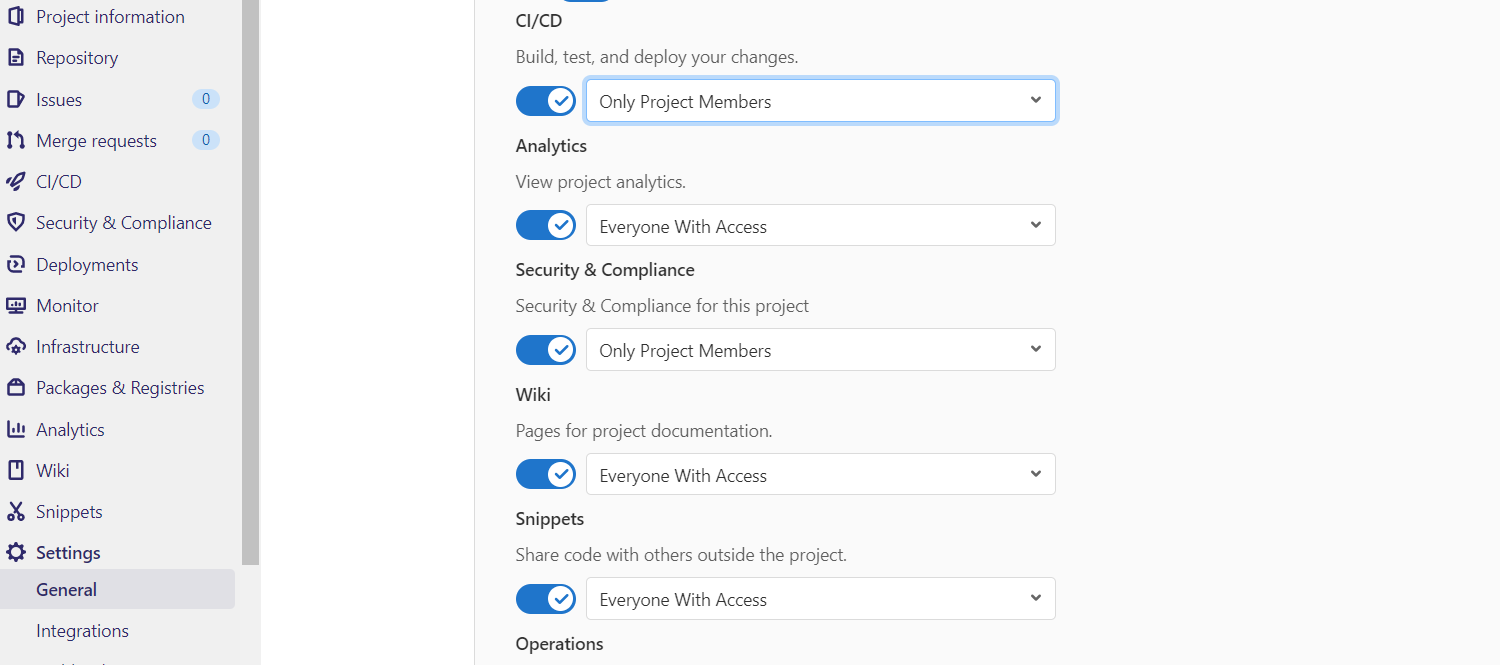 Project information
Repository
Issues 0
Merge requests 0
CI/CD
Security & Compliance
Deployments
Monitor
Infrastructure
Packages & Registries
Analytics
Wiki
Snippets
Settings
General
Integrations
CI/CD
Build, test, and deploy your changes.
Only Project Members
Analytics
View project analytics.
Everyone With Access
Security & Compliance
Security & Compliance for this project
Only Project Members
Wiki
Pages for project documentation.
Everyone With Access
Snippets
Share code with others outside the project.
Everyone With Access
Operations